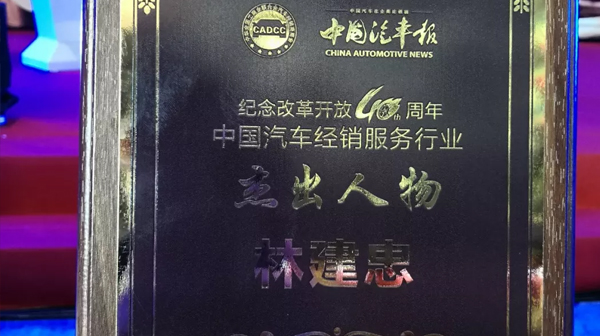 CADCC
中国汽车报
CHINA AUTOMOTIVE NEWS
纪念改革开放40th周年
中国汽车经销服务行业
杰出人物
林建忠